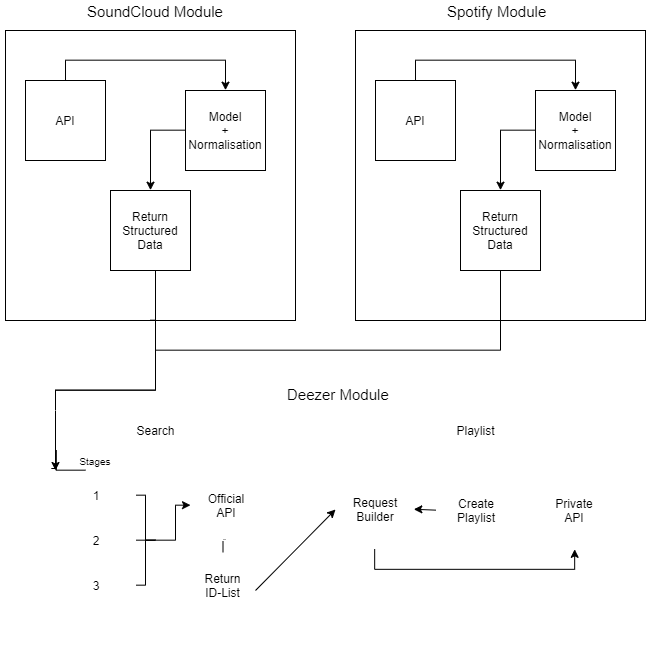 SoundCloud Module
Spotify Module
API
Model
+
Normalisation
Return
Structured
Data
API
Model
+
Normalisation
Return
Structured
Data
Deezer Module
Search
Playlist
Stages
1
2
3
Official
API
Return
ID-List
Request
Builder
Create
Playlist
Private
API